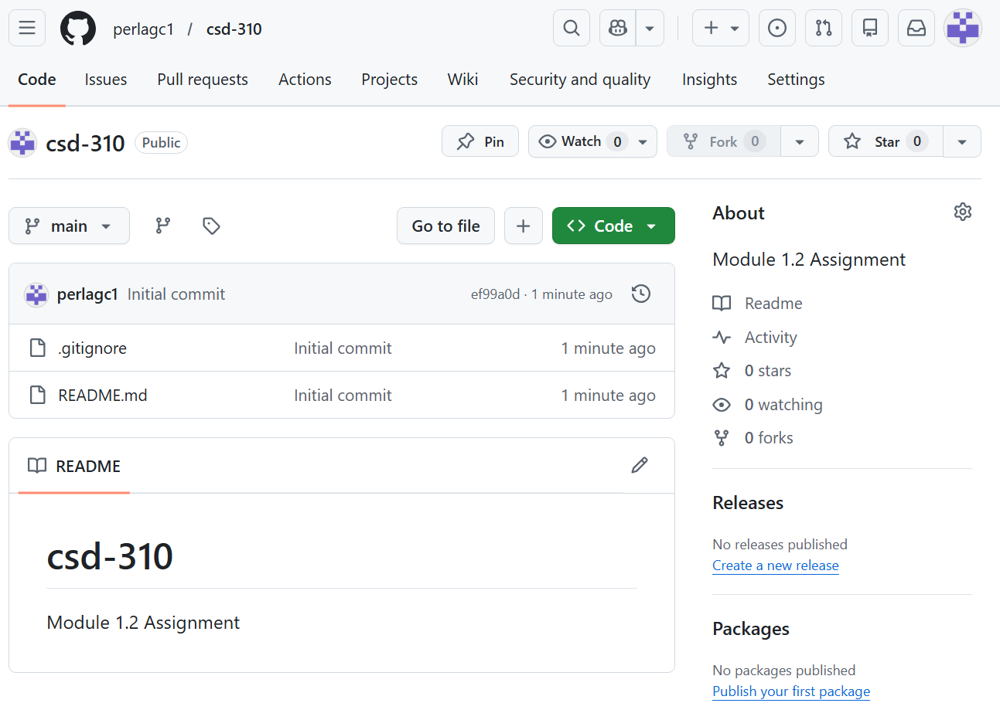 perlagc1 / csd-310
Code Issues Pull requests Actions Projects Wiki Security and quality Insights Settings
csd-310 Public Pin Watch 0 Fork 0 Star 0
main Go to file Code
perlagc1 Initial commit ef99a0d · 1 minute ago
.gitignore Initial commit 1 minute ago
README.md Initial commit 1 minute ago
README
csd-310
Module 1.2 Assignment
About
Module 1.2 Assignment
Readme
Activity
0 stars
0 watching
0 forks
Releases
No releases published
Create a new release
Packages
No packages published
Publish your first package